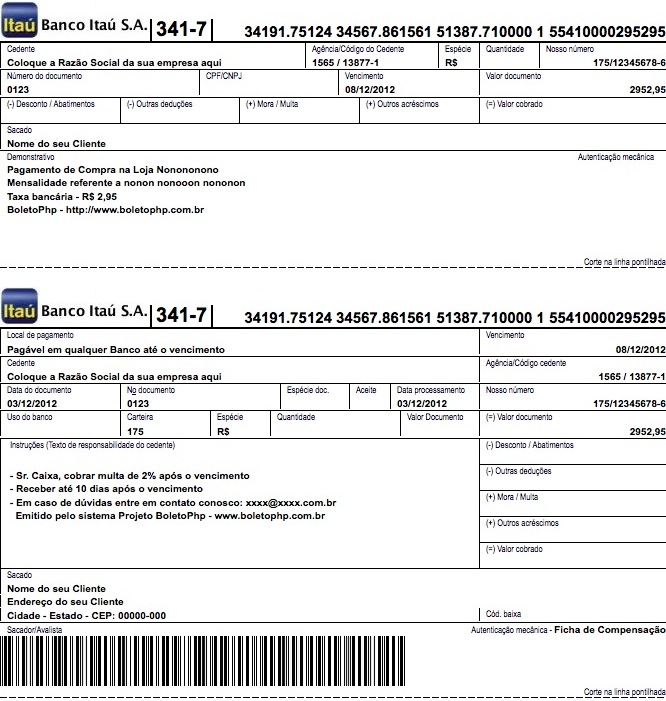 Itaú Banco Itaú S.A. 341-7 34191.75124 34567.861561 51387.710000 1 55410000295295
Cedente Agência/Código do Cedente Espécie Quantidade Nosso número
Coloque a Razão Social da sua empresa aqui 1565 / 13877-1 R$ 175/12345678-6
Número do documento CPF/CNPJ Vencimento Valor documento
0123 08/12/2012 2952,95
(-) Desconto / Abatimentos (-) Outras deduções (+) Mora / Multa (+) Outros acréscimos (=) Valor cobrado
Sacado
Nome do seu Cliente
Demonstrativo Autenticação mecânica
Pagamento de Compra na Loja Nonononono
Mensalidade referente a nonon nonooon nononon
Taxa bancária - R$ 2,95
BoletoPhp - http://www.boletophp.com.br
Corte na linha pontilhada
Itaú Banco Itaú S.A. 341-7 34191.75124 34567.861561 51387.710000 1 55410000295295
Local de pagamento Vencimento
Pagável em qualquer Banco até o vencimento 08/12/2012
Cedente Agência/Código cedente
Coloque a Razão Social da sua empresa aqui 1565 / 13877-1
Data do documento No documento Espécie doc. Aceite Data processamento Nosso número
03/12/2012 0123 03/12/2012 175/12345678-6
Uso do banco Carteira Espécie Quantidade Valor Documento (=) Valor documento
175 R$ 2952,95
Instruções (Texto de responsabilidade do cedente) (-) Desconto / Abatimentos
(-) Outras deduções
- Sr. Caixa, cobrar multa de 2% após o vencimento
- Receber até 10 dias após o vencimento
(+) Mora / Multa
- Em caso de dúvidas entre em contato conosco: xxxx@xxxx.com.br
Emitido pelo sistema Projeto BoletoPhp - www.boletophp.com.br
(+) Outros acréscimos
(=) Valor cobrado
Sacado
Nome do seu Cliente
Endereço do seu Cliente
Cidade - Estado - CEP: 00000-000 Cód. baixa
Sacador/Avalista Autenticação mecânica - Ficha de Compensação
Corte na linha pontilhada